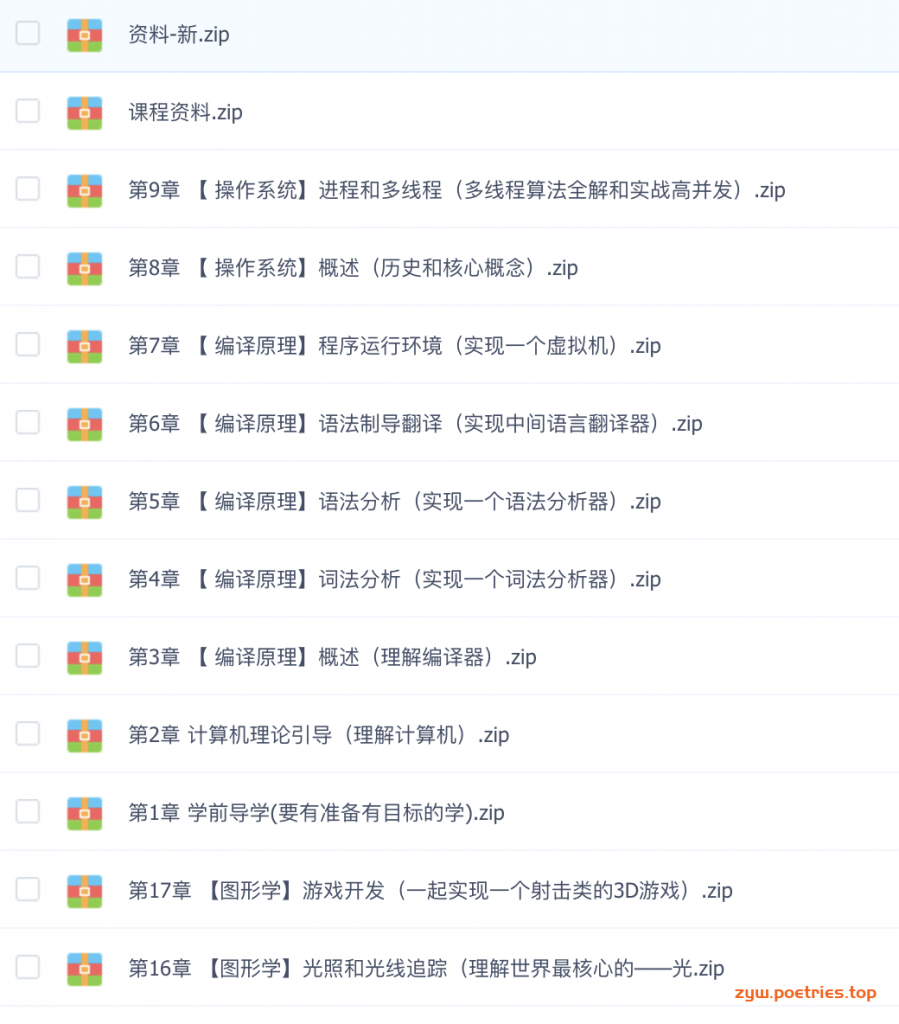 资料-新.zip
课程资料.zip
第9章 【 操作系统】进程和多线程（多线程算法全解和实战高并发）.zip
第8章 【 操作系统】概述（历史和核心概念）.zip
第7章 【 编译原理】程序运行环境（实现一个虚拟机）.zip
第6章 【 编译原理】语法制导翻译（实现中间语言翻译器）.zip
第5章 【 编译原理】语法分析（实现一个语法分析器）.zip
第4章 【 编译原理】词法分析（实现一个词法分析器）.zip
第3章 【 编译原理】概述（理解编译器）.zip
第2章 计算机理论引导（理解计算机）.zip
第1章 学前导学(要有准备有目标的学).zip
第17章 【图形学】游戏开发（一起实现一个射击类的3D游戏）.zip
第16章 【图形学】光照和光线追踪（理解世界最核心的——光.zip
zyw.poetries.top